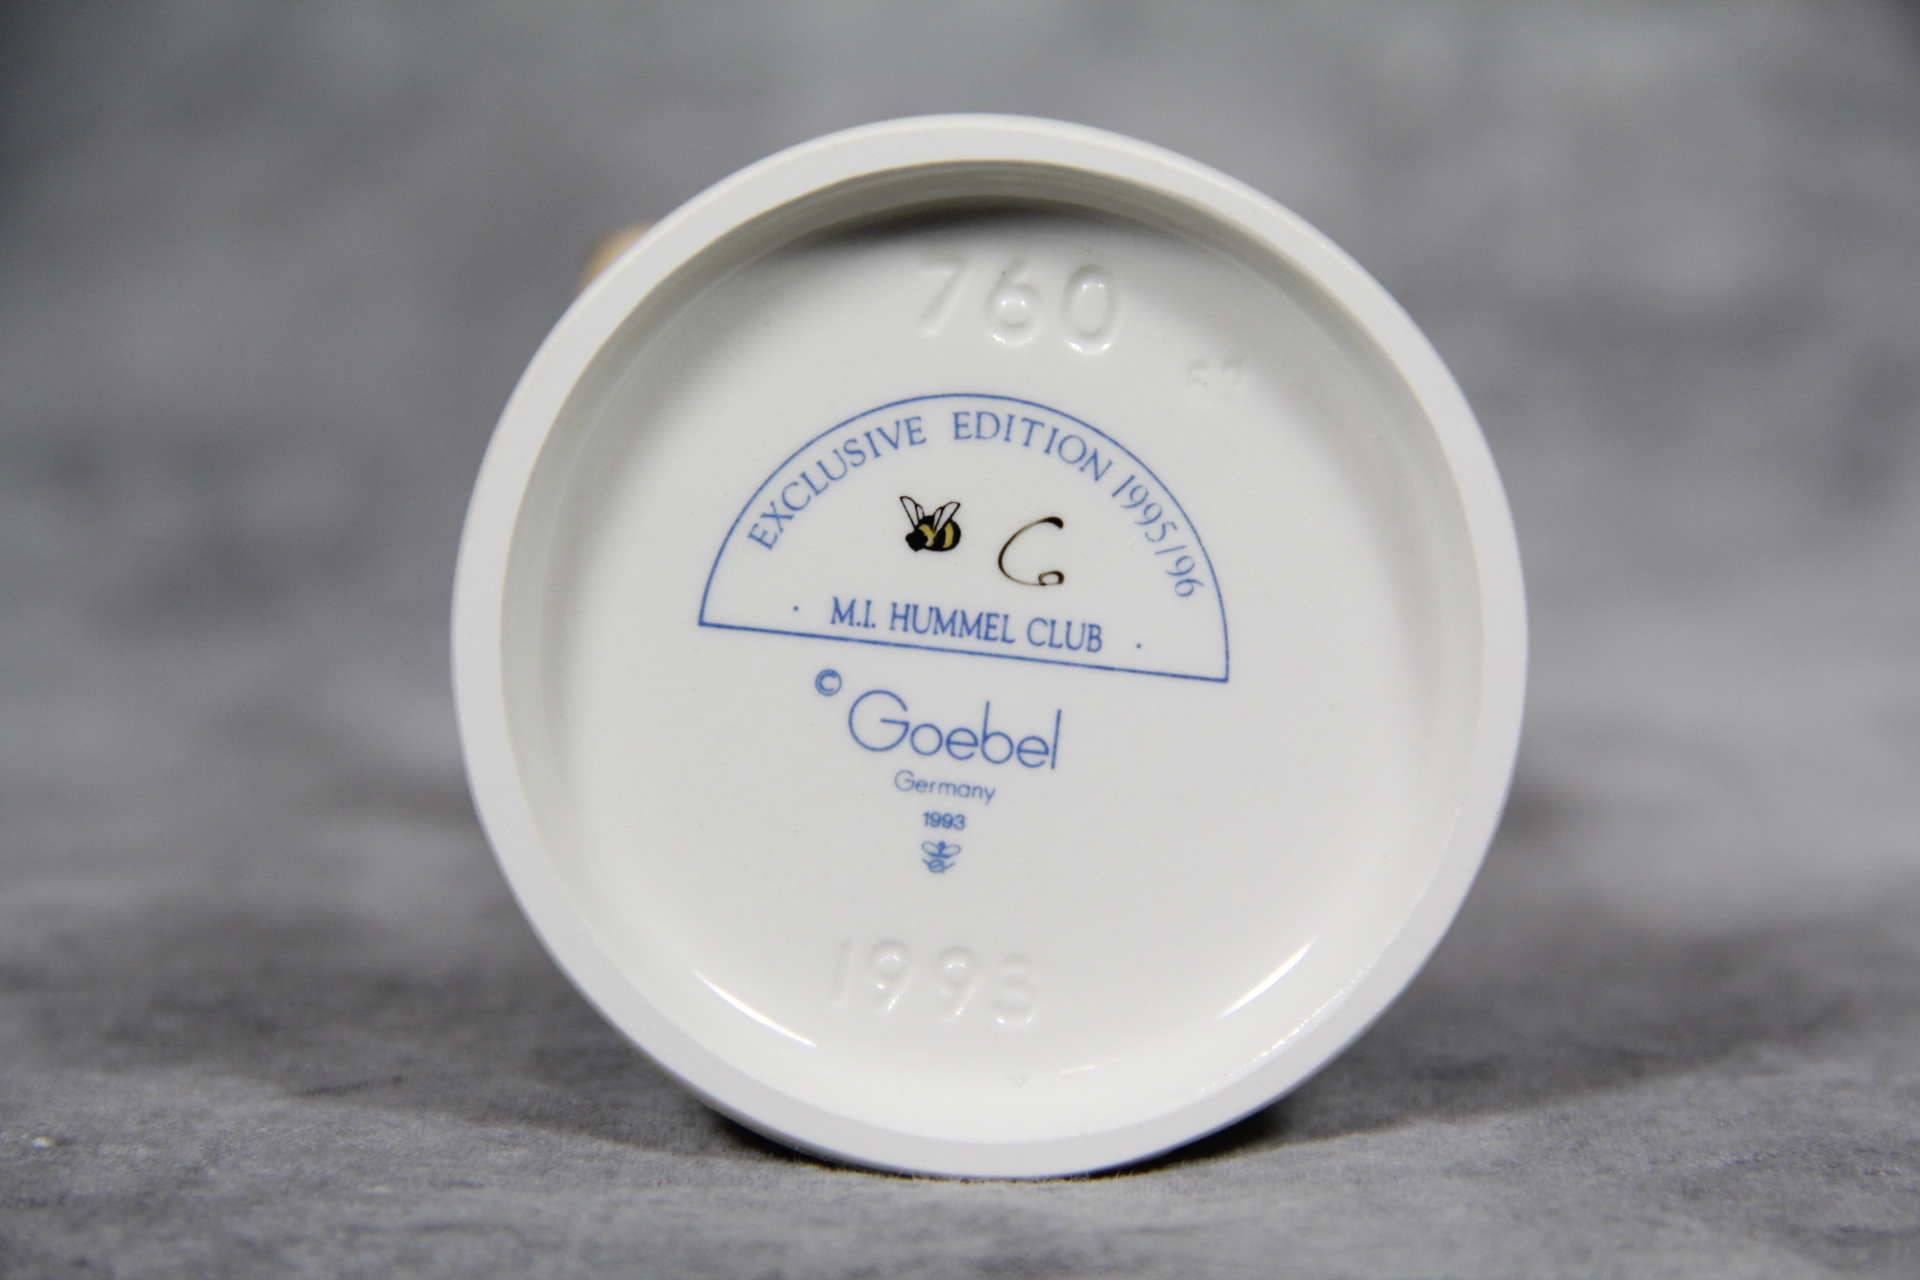 760
EXCLUSIVE EDITION 1995/96
M.I. HUMMEL CLUB
© Goebel
Germany
1993
1993